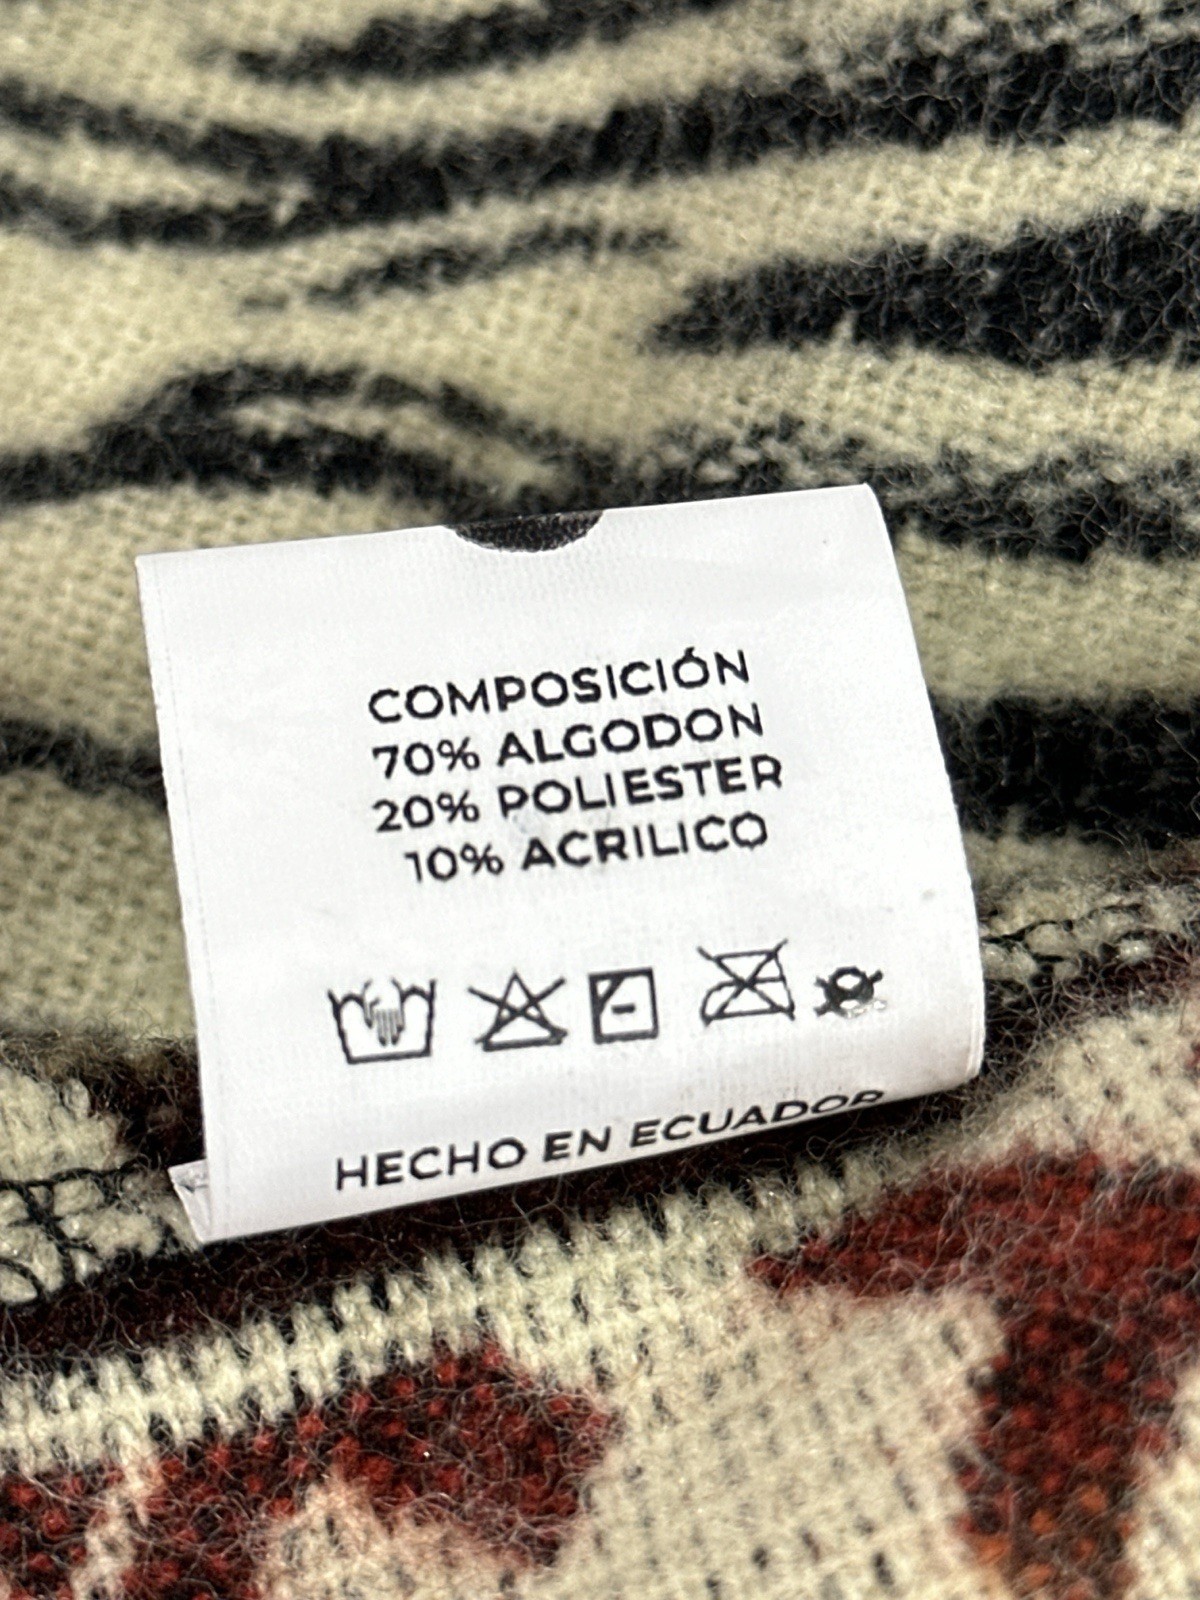 COMPOSICIÓN
70% ALGODON
20% POLIESTER
10% ACRILICO
HECHO EN ECUADOR